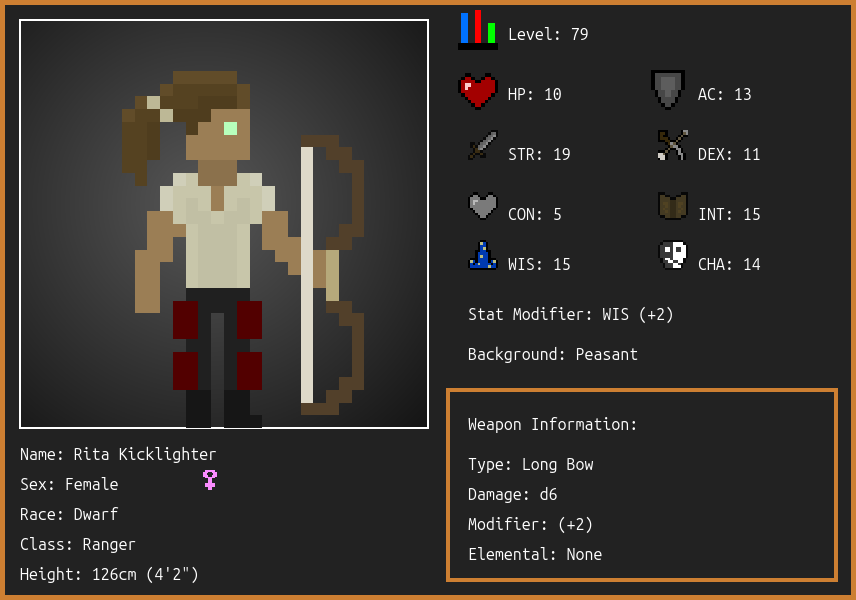 Level: 79
HP: 10
AC: 13
STR: 19
DEX: 11
CON: 5
INT: 15
WIS: 15
CHA: 14
Stat Modifier: WIS (+2)
Background: Peasant
Weapon Information:
Type: Long Bow
Damage: d6
Modifier: (+2)
Elemental: None
Name: Rita Kicklighter
Sex: Female
Race: Dwarf
Class: Ranger
Height: 126cm (4'2")